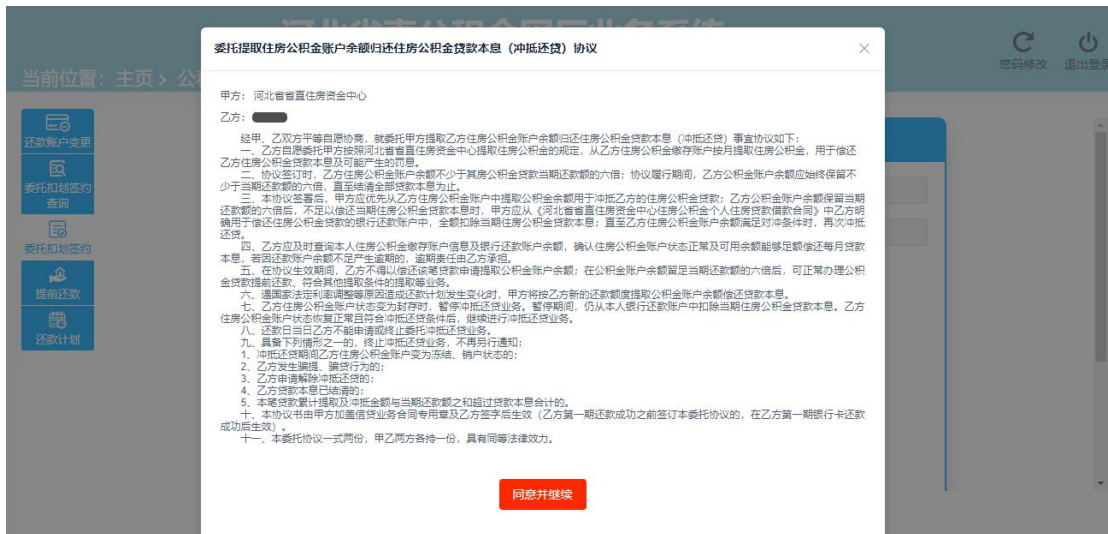 河北省直公积金网厅业务系统
密码修改
退出登录
当前位置：主页 > 公
还款账户变更
委托扣划签约
查询
委托扣划签约
提前还款
还款计划
委托提取住房公积金账户余额归还住房公积金贷款本息（冲抵还贷）协议
甲方： 河北省省直住房资金中心
乙方：
经甲、乙双方平等自愿协商，就委托甲方提取乙方住房公积金账户余额归还住房公积金贷款本息（冲抵还贷）事宜协议如下：
一、乙方自愿委托甲方按照河北省省直住房资金中心提取住房公积金的规定，从乙方住房公积金缴存账户按月提取住房公积金，用于偿还
乙方住房公积金贷款本息及可能产生的罚息。
二、协议签订时，乙方住房公积金账户余额不少于其房公积金贷款当期还款额的六倍；协议履行期间，乙方公积金账户余额应始终保留不
少于当期还款额的六倍，直至结清全部贷款本息为止。
三、本协议签署后，甲方应优先从乙方住房公积金账户中提取公积金余额用于冲抵乙方的住房公积金贷款；乙方公积金账户余额保留当期
还款额的六倍后，不足以偿还当期住房公积金贷款本息时，甲方应从《河北省省直住房资金中心住房公积金个人住房贷款借款合同》中乙方明
确用于偿还住房公积金贷款的银行还款账户中，全额扣除当期住房公积金贷款本息；直至乙方住房公积金账户余额满足对冲条件时，再次冲抵
还贷。
四、乙方应及时查询本人住房公积金缴存账户信息及银行还款账户余额，确认住房公积金账户状态正常及可用余额能够足额偿还每月贷款
本息，若因还款账户余额不足产生逾期的，逾期责任由乙方承担。
五、在协议生效期间，乙方不得以偿还该笔贷款申请提取公积金账户余额；在公积金账户余额留足当期还款额的六倍后，可正常办理公积
金贷款提前还款、符合其他提取条件的提取等业务。
六、遇国家法定利率调整等原因造成还款计划发生变化时，甲方将按乙方新的还款额度提取公积金账户余额偿还贷款本息。
七、乙方住房公积金账户状态变为封存时，暂停冲抵还贷业务。暂停期间，仍从本人银行还款账户中扣除当期住房公积金贷款本息。乙方
住房公积金账户状态恢复正常且符合冲抵还贷条件后，继续进行冲抵还贷业务。
八、还款日当日乙方不能申请或终止委托冲抵还贷业务。
九、具备下列情形之一的，终止冲抵还贷业务，不再另行通知：
1、冲抵还贷期间乙方住房公积金账户变为冻结、销户状态的；
2、乙方发生骗提、骗贷行为的；
3、乙方申请解除冲抵还贷的；
4、乙方贷款本息已结清的；
5、本笔贷款累计提取及冲抵金额与当期还款额之和超过贷款本息合计的。
十、本协议书由甲方加盖信贷业务合同专用章及乙方签字后生效（乙方第一期还款成功之前签订本委托协议的，在乙方第一期银行卡还款
成功后生效）。
十一、本委托协议一式两份，甲乙两方各持一份，具有同等法律效力。
同意并继续